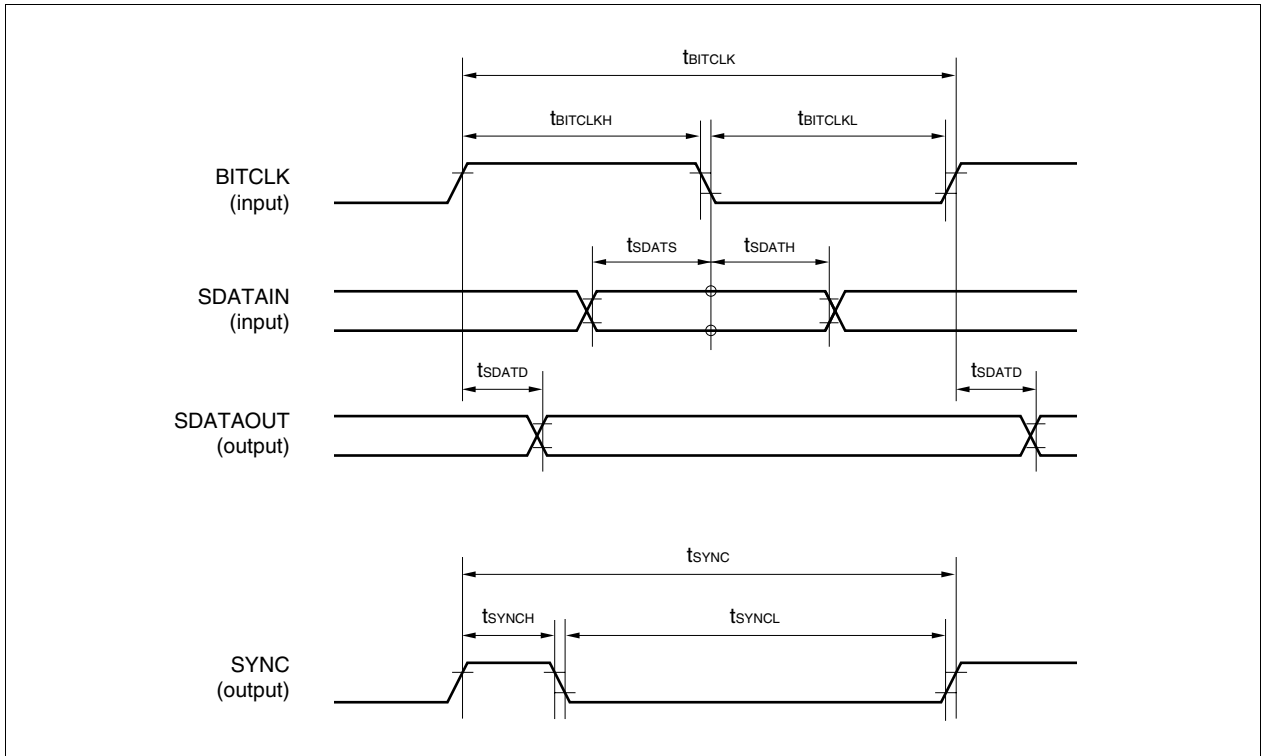 tBITCLK
tBITCLKH
tBITCLKL
BITCLK
(input)
tSDATS
tSDATH
SDATAIN
(input)
tSDATD
tSDATD
SDATAOUT
(output)
tSYNC
tSYNCH
tSYNCL
SYNC
(output)